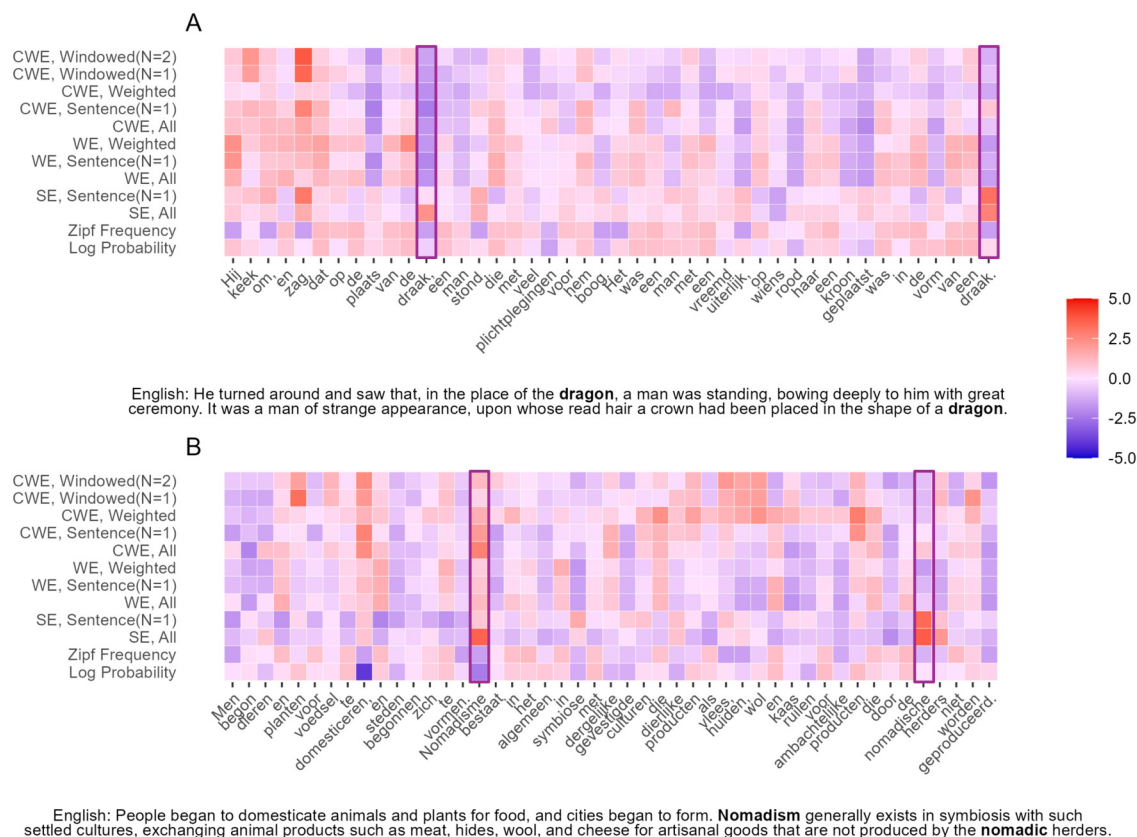 A
CWE, Windowed(N=2)
CWE, Windowed(N=1)
CWE, Weighted
CWE, Sentence(N=1)
CWE, All
WE, Weighted
WE, Sentence(N=1)
WE, All
SE, Sentence(N=1)
SE, All
Zipf Frequency
Log Probability
Hij keek om, en zag, dat op de plaats van de draak, een man stond, die met veel plichtplegingen voor hem boog. Het was een man met een vreemd uiterlijk, op wiens rood haar een kroon geplaatst was in de vorm van een draak.
English: He turned around and saw that, in the place of the dragon, a man was standing, bowing deeply to him with great
ceremony. It was a man of strange appearance, upon whose read hair a crown had been placed in the shape of a dragon.
5.0
2.5
0.0
-2.5
-5.0
B
CWE, Windowed(N=2)
CWE, Windowed(N=1)
CWE, Weighted
CWE, Sentence(N=1)
CWE, All
WE, Weighted
WE, Sentence(N=1)
WE, All
SE, Sentence(N=1)
SE, All
Zipf Frequency
Log Probability
Men begon dieren en planten voor voedsel te domesticeren, en steden begonnen zich te vormen. Nomadisme bestaat in het algemeen in symbiose met dergelijke gevestigde culturen die dierlijke producten als vlees, huiden, wol en kaas ruilen voor ambachtelijke producten die door de nomadische herders niet worden geproduceerd.
English: People began to domesticate animals and plants for food, and cities began to form. Nomadism generally exists in symbiosis with such
settled cultures, exchanging animal products such as meat, hides, wool, and cheese for artisanal goods that are not produced by the nomadic herders.